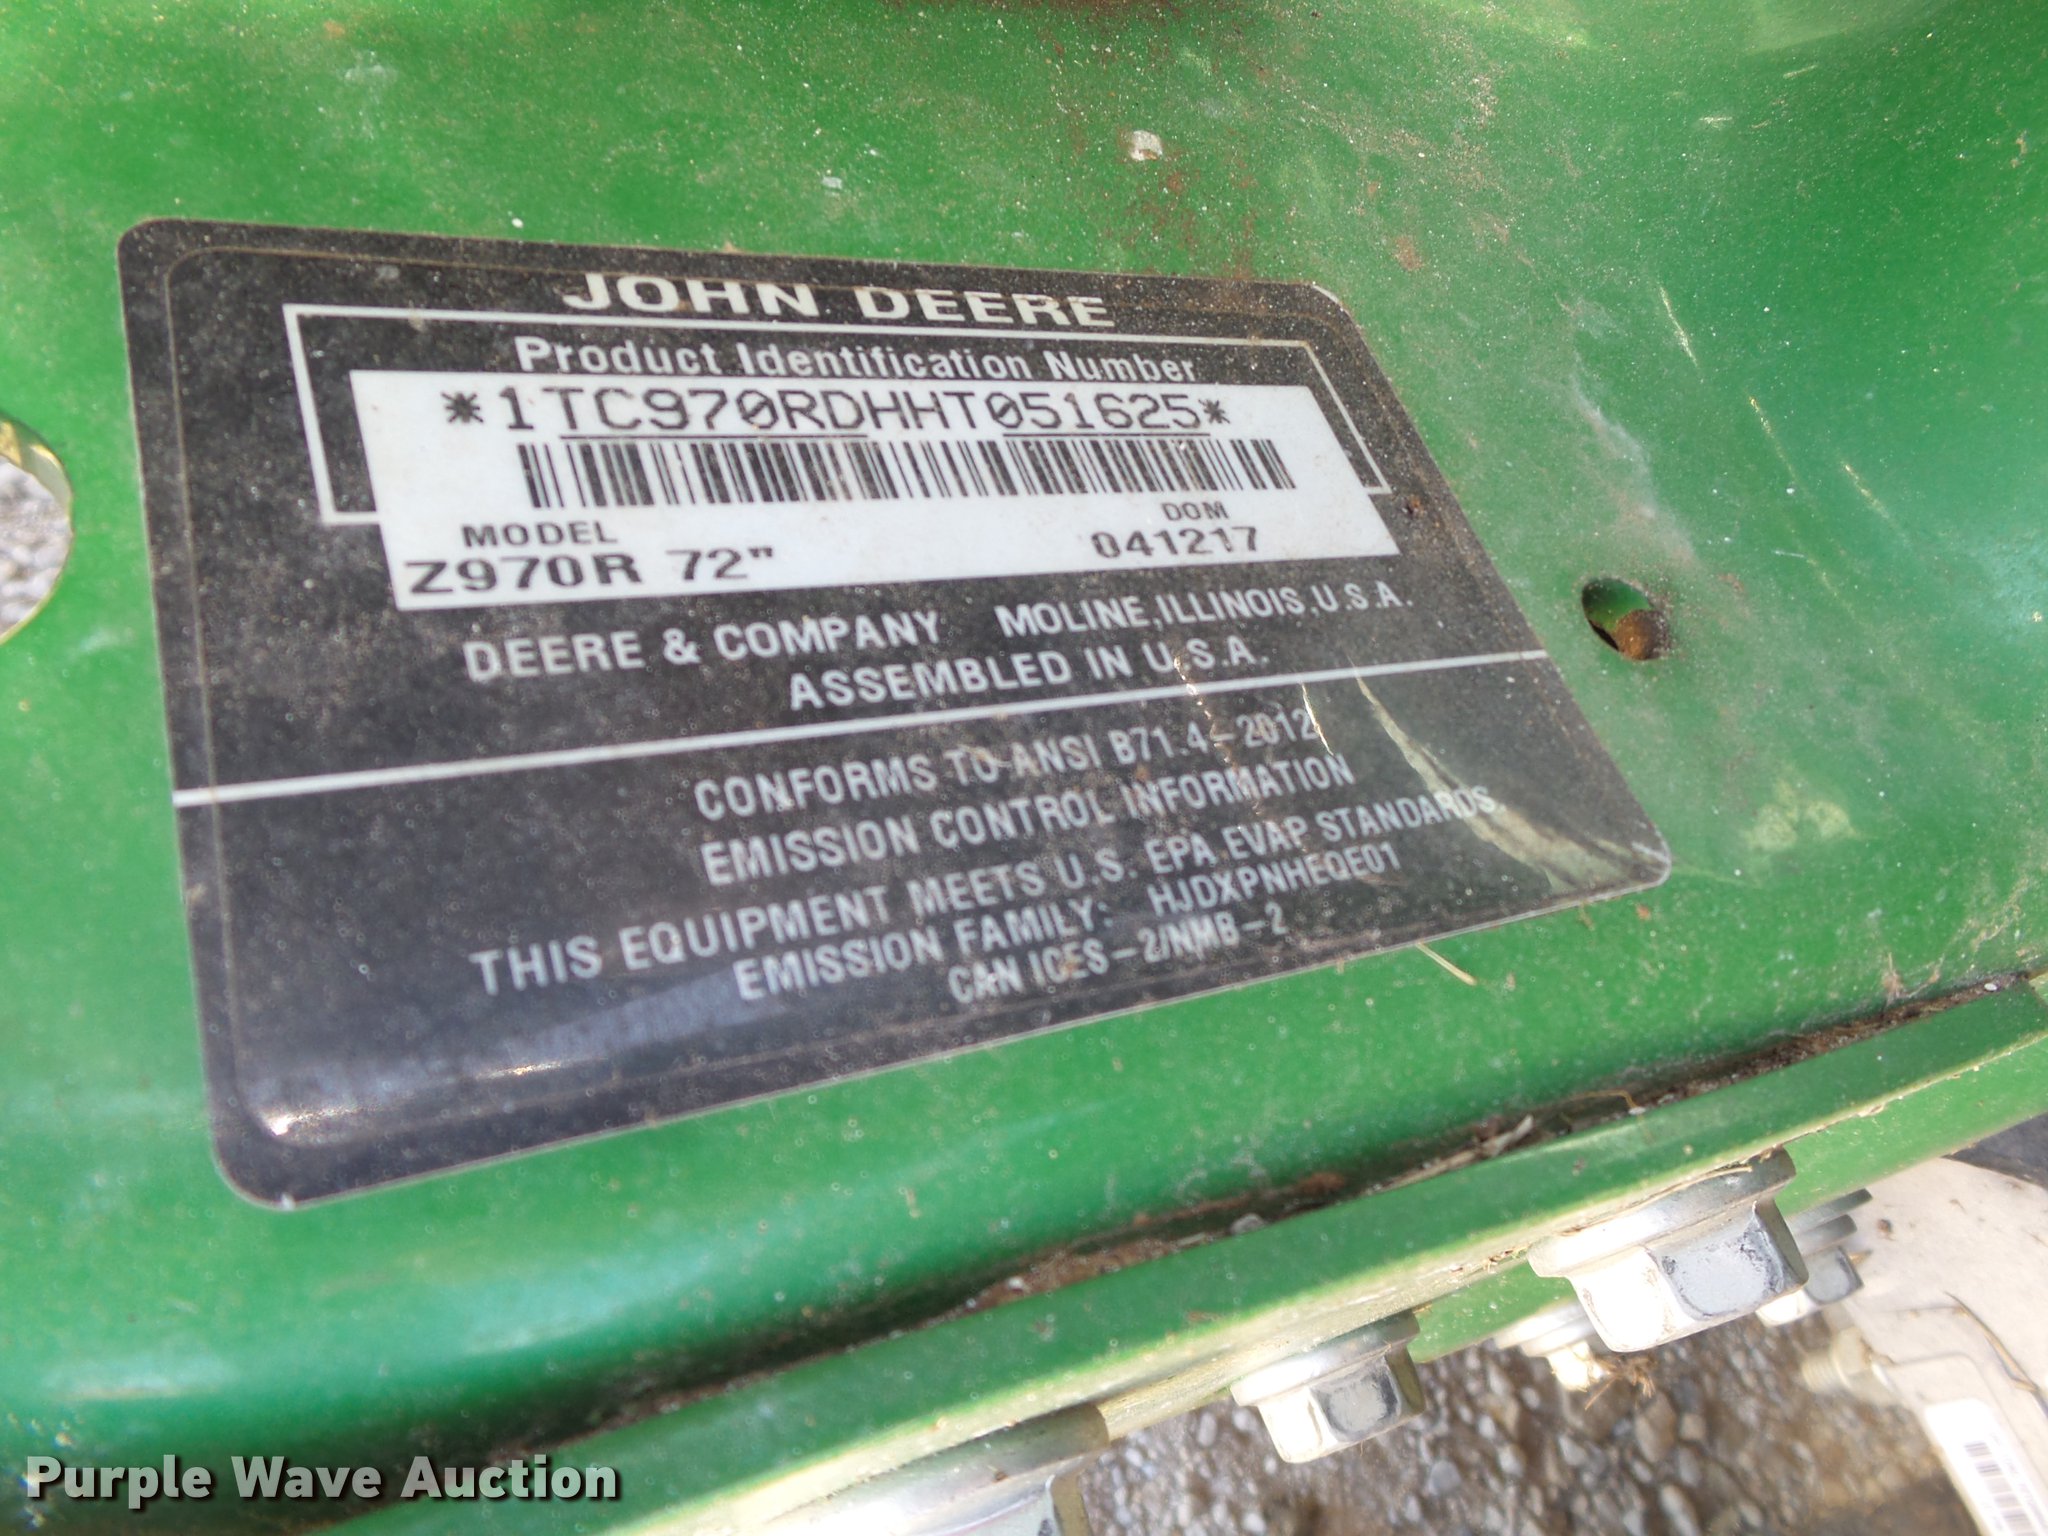 JOHN DEERE
Product Identification Number
*1TC970RDHHT051625*
MODEL DOM
Z970R 72" 041217
DEERE & COMPANY MOLINE, ILLINOIS, U.S.A.
ASSEMBLED IN U.S.A.
CONFORMS TO ANSI B71.4-2012
EMISSION CONTROL INFORMATION
THIS EQUIPMENT MEETS U.S. EPA EVAP STANDARDS.
EMISSION FAMILY: HJDXPNHEQE01
CAN ICES-2/NMB-2
Purple Wave Auction